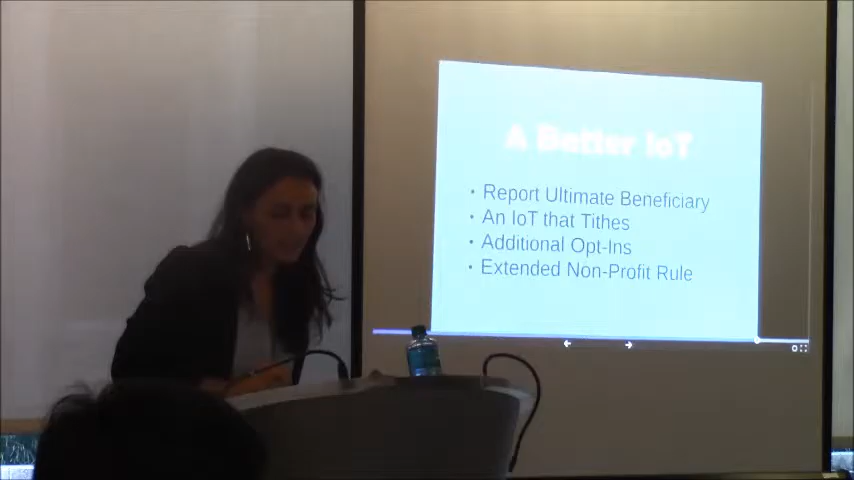 A Better IoT
• Report Ultimate Beneficiary
• An IoT that Tithes
• Additional Opt-Ins
• Extended Non-Profit Rule